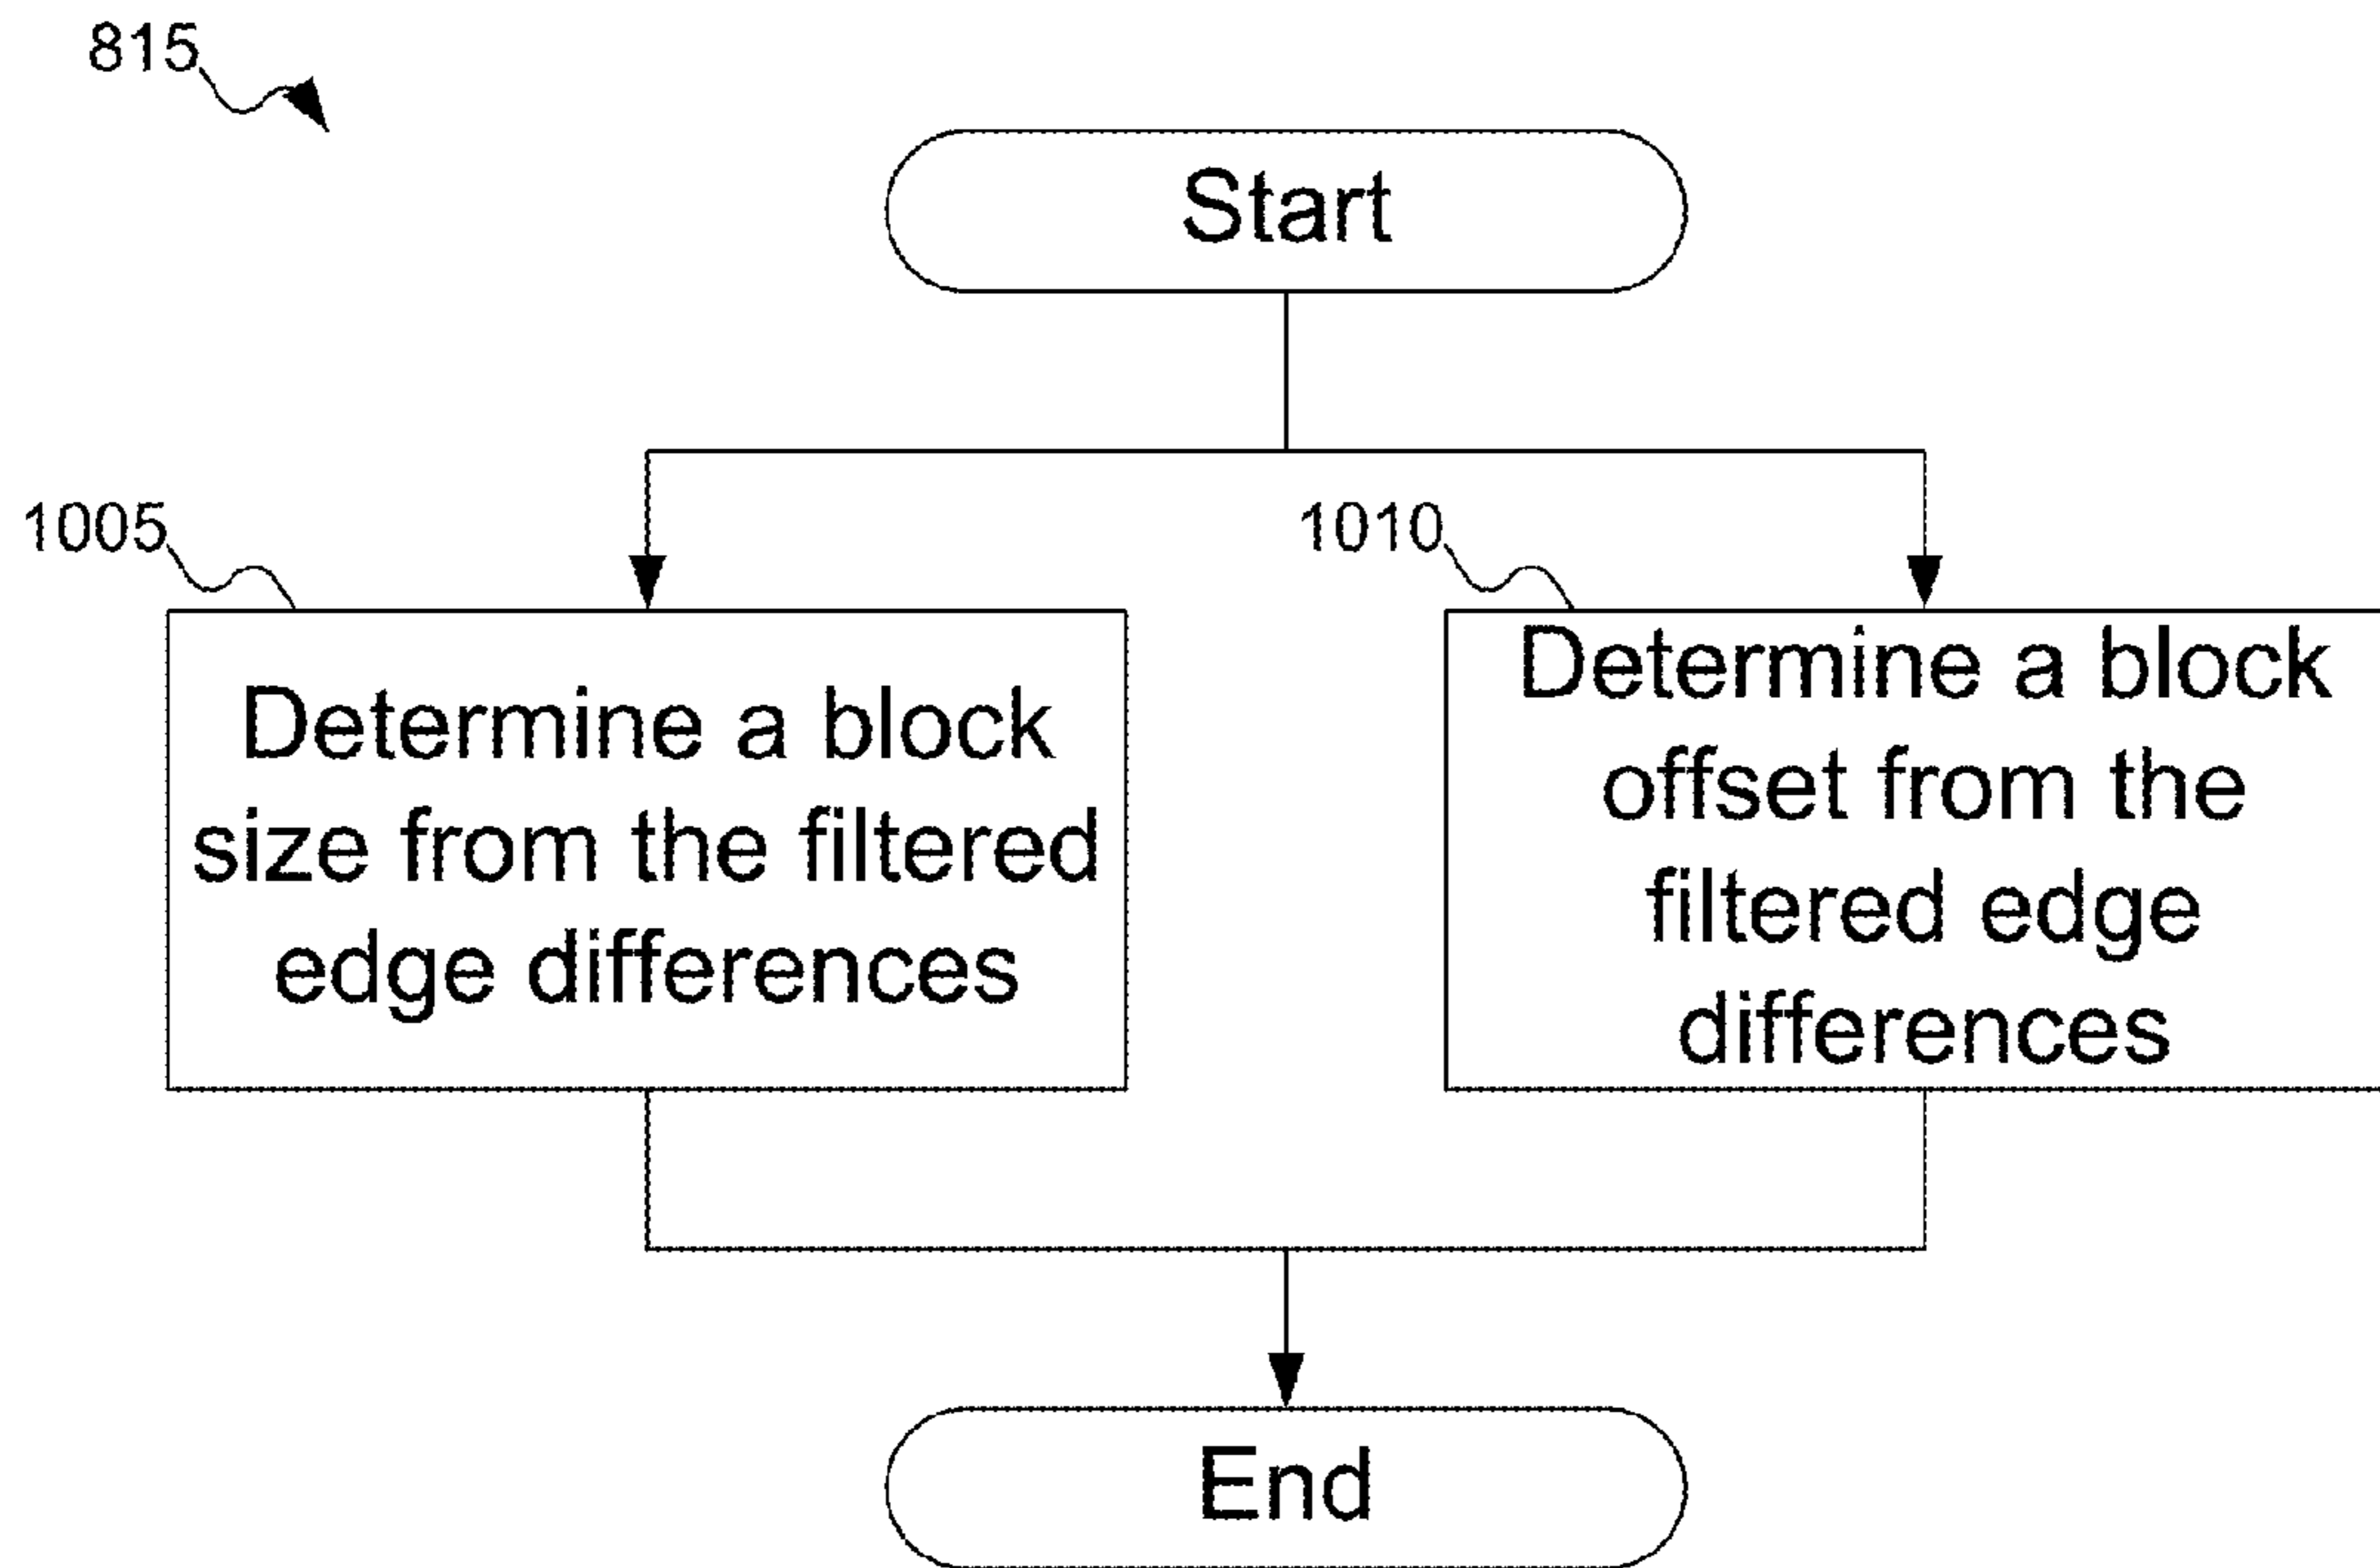 815
Start
1005
Determine a block
size from the filtered
edge differences
1010
Determine a block
offset from the
filtered edge
differences
End